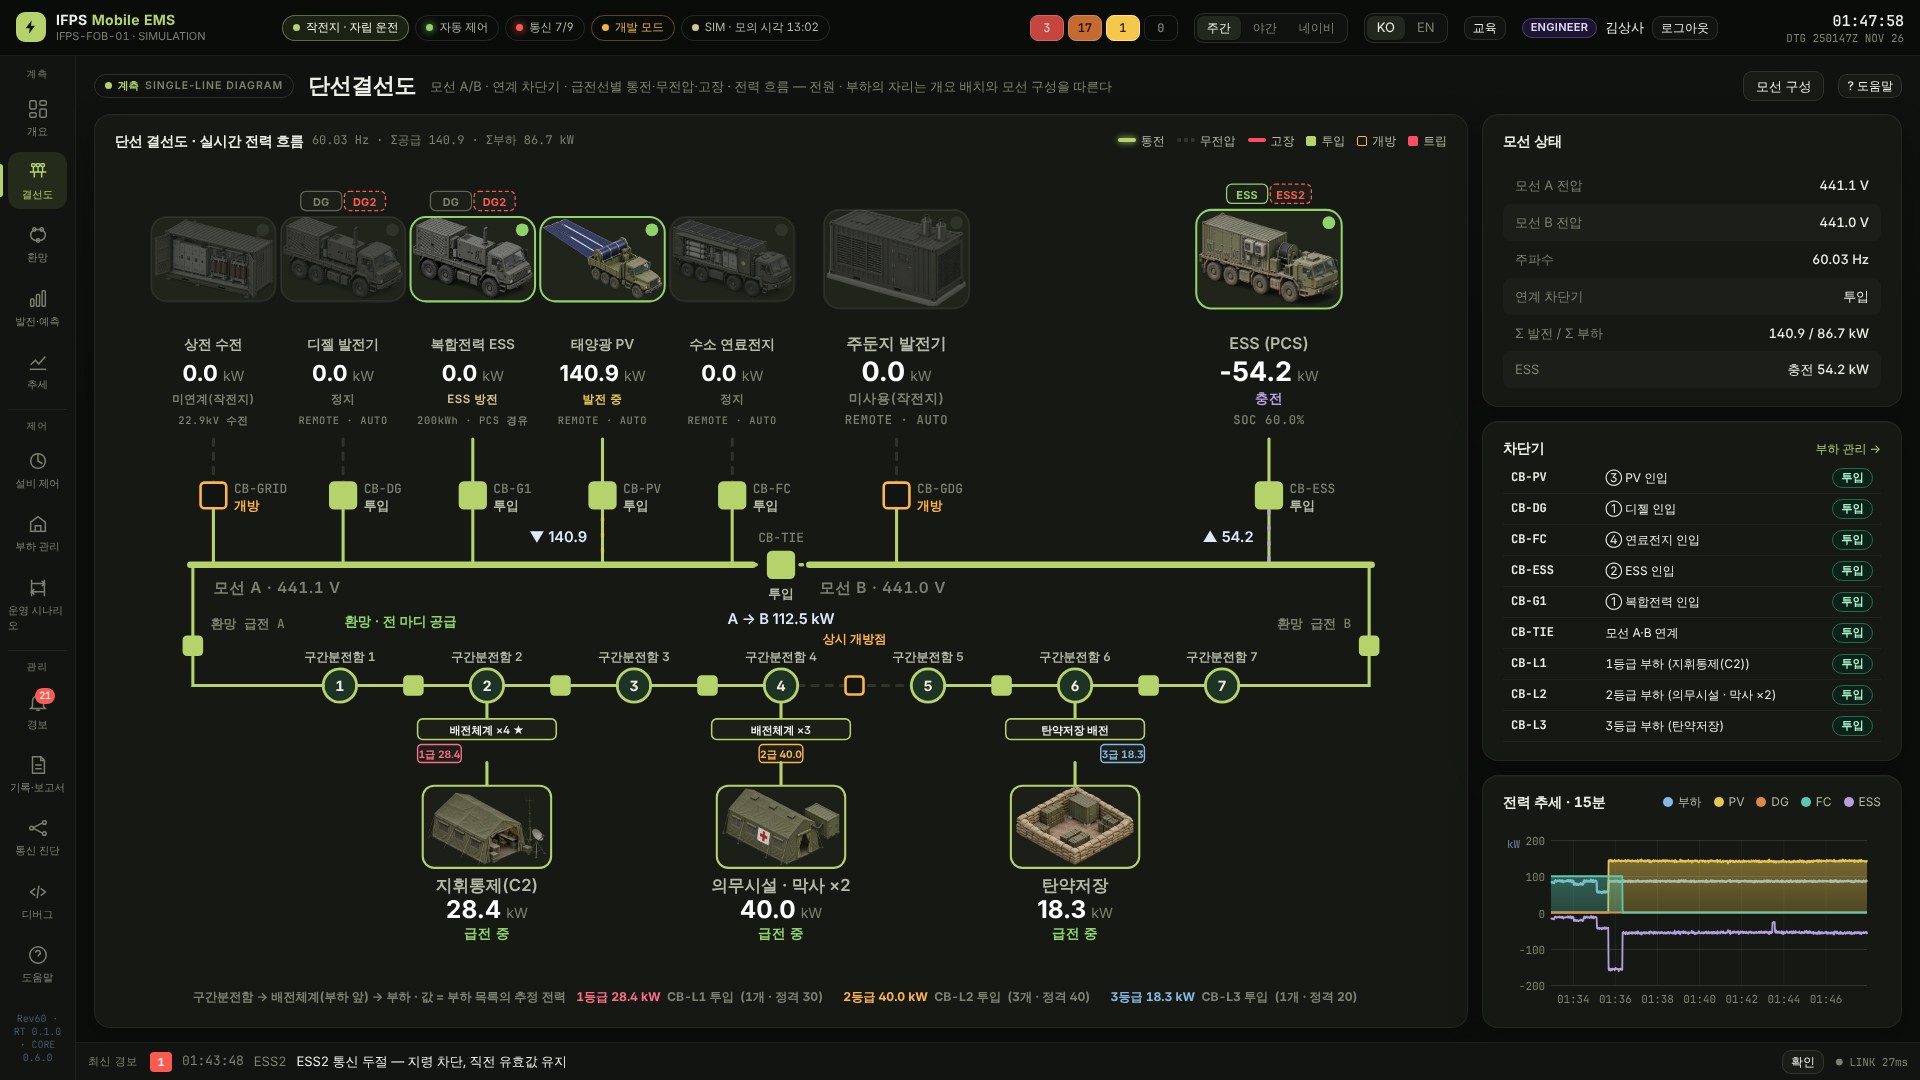 IFPS Mobile EMS
IFPS-FOB-01 · SIMULATION
작전지 · 자립 운전
자동 제어
통신 7/9
개발 모드
SIM · 모의 시각 13:02
3 17 1 0
주간 야간 네이비
KO EN
교육
ENGINEER 김상사 로그아웃
01:47:58
DTG 250147Z NOV 26
계측
개요
결선도
환망
발전·예측
추세
제어
설비 제어
부하 관리
운영 시나리오
관리
21
경보
기록·보고서
통신 진단
디버그
도움말
Rev60 · RT 0.1.0 · CORE 0.6.0
계측 SINGLE-LINE DIAGRAM
단선결선도
모선 A/B · 연계 차단기 · 급전선별 통전·무전압·고장 · 전력 흐름 — 전원 · 부하의 자리는 개요 배치와 모선 구성을 따른다
모선 구성
? 도움말
단선 결선도 · 실시간 전력 흐름 60.03 Hz · Σ공급 140.9 · Σ부하 86.7 kW
통전 무전압 고장 투입 개방 트립
DG DG2
DG DG2
ESS ESS2
상전 수전
0.0 kW
미연계(작전지)
22.9kV 수전
디젤 발전기
0.0 kW
정지
REMOTE · AUTO
복합전력 ESS
0.0 kW
ESS 방전
200kWh · PCS 경유
태양광 PV
140.9 kW
발전 중
REMOTE · AUTO
수소 연료전지
0.0 kW
정지
REMOTE · AUTO
주둔지 발전기
0.0 kW
미사용(작전지)
REMOTE · AUTO
ESS (PCS)
-54.2 kW
충전
SOC 60.0%
CB-GRID
개방
CB-DG
투입
CB-G1
투입
CB-PV
투입
CB-FC
투입
CB-GDG
개방
CB-ESS
투입
▼ 140.9
▲ 54.2
CB-TIE
투입
모선 A · 441.1 V
모선 B · 441.0 V
A → B 112.5 kW
환망 급전 A
환망 · 전 마디 공급
상시 개방점
환망 급전 B
구간분전함 1
구간분전함 2
구간분전함 3
구간분전함 4
구간분전함 5
구간분전함 6
구간분전함 7
1 2 3 4 5 6 7
배전체계 ×4 ★
1급 28.4
배전체계 ×3
2급 40.0
탄약저장 배전
3급 18.3
지휘통제(C2)
28.4 kW
급전 중
의무시설 · 막사 ×2
40.0 kW
급전 중
탄약저장
18.3 kW
급전 중
구간분전함 → 배전체계(부하 앞) → 부하 · 값 = 부하 목록의 추정 전력 1등급 28.4 kW CB-L1 투입 (1개 · 정격 30) 2등급 40.0 kW CB-L2 투입 (3개 · 정격 40) 3등급 18.3 kW CB-L3 투입 (1개 · 정격 20)
모선 상태
모선 A 전압 441.1 V
모선 B 전압 441.0 V
주파수 60.03 Hz
연계 차단기 투입
Σ 발전 / Σ 부하 140.9 / 86.7 kW
ESS 충전 54.2 kW
차단기
부하 관리 →
CB-PV ③ PV 인입 투입
CB-DG ① 디젤 인입 투입
CB-FC ④ 연료전지 인입 투입
CB-ESS ② ESS 인입 투입
CB-G1 ① 복합전력 인입 투입
CB-TIE 모선 A·B 연계 투입
CB-L1 1등급 부하 (지휘통제(C2)) 투입
CB-L2 2등급 부하 (의무시설 · 막사 ×2) 투입
CB-L3 3등급 부하 (탄약저장) 투입
전력 추세 · 15분
부하 PV DG FC ESS
kW 200
100
0
-100
-200
01:34 01:36 01:38 01:40 01:42 01:44 01:46
최신 경보 1 01:43:48 ESS2 ESS2 통신 두절 — 지령 차단, 직전 유효값 유지
확인
LINK 27ms